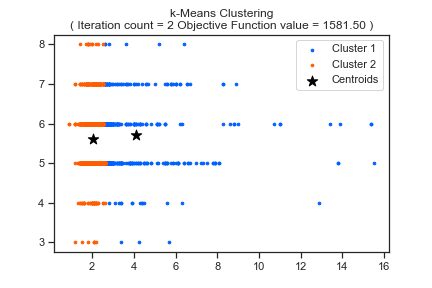 k-Means Clustering
( Iteration count = 2 Objective Function value = 1581.50 )
Cluster 1
Cluster 2
Centroids
8
7
6
5
4
3
2 4 6 8 10 12 14 16